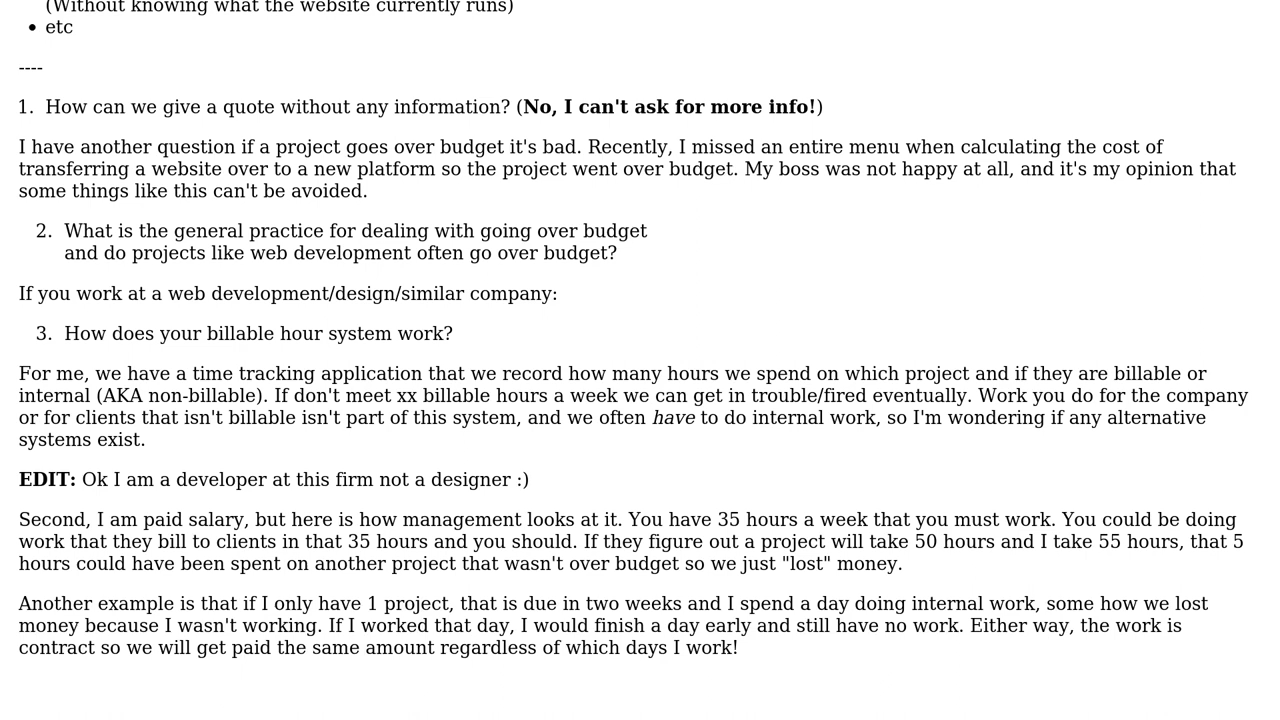 (Without knowing what the website currently runs)
• etc
----
1. How can we give a quote without any information? (No, I can't ask for more info!)
I have another question if a project goes over budget it's bad. Recently, I missed an entire menu when calculating the cost of
transferring a website over to a new platform so the project went over budget. My boss was not happy at all, and it's my opinion that
some things like this can't be avoided.
2. What is the general practice for dealing with going over budget
and do projects like web development often go over budget?
If you work at a web development/design/similar company:
3. How does your billable hour system work?
For me, we have a time tracking application that we record how many hours we spend on which project and if they are billable or
internal (AKA non-billable). If don't meet xx billable hours a week we can get in trouble/fired eventually. Work you do for the company
or for clients that isn't billable isn't part of this system, and we often have to do internal work, so I'm wondering if any alternative
systems exist.
EDIT: Ok I am a developer at this firm not a designer :)
Second, I am paid salary, but here is how management looks at it. You have 35 hours a week that you must work. You could be doing
work that they bill to clients in that 35 hours and you should. If they figure out a project will take 50 hours and I take 55 hours, that 5
hours could have been spent on another project that wasn't over budget so we just "lost" money.
Another example is that if I only have 1 project, that is due in two weeks and I spend a day doing internal work, some how we lost
money because I wasn't working. If I worked that day, I would finish a day early and still have no work. Either way, the work is
contract so we will get paid the same amount regardless of which days I work!